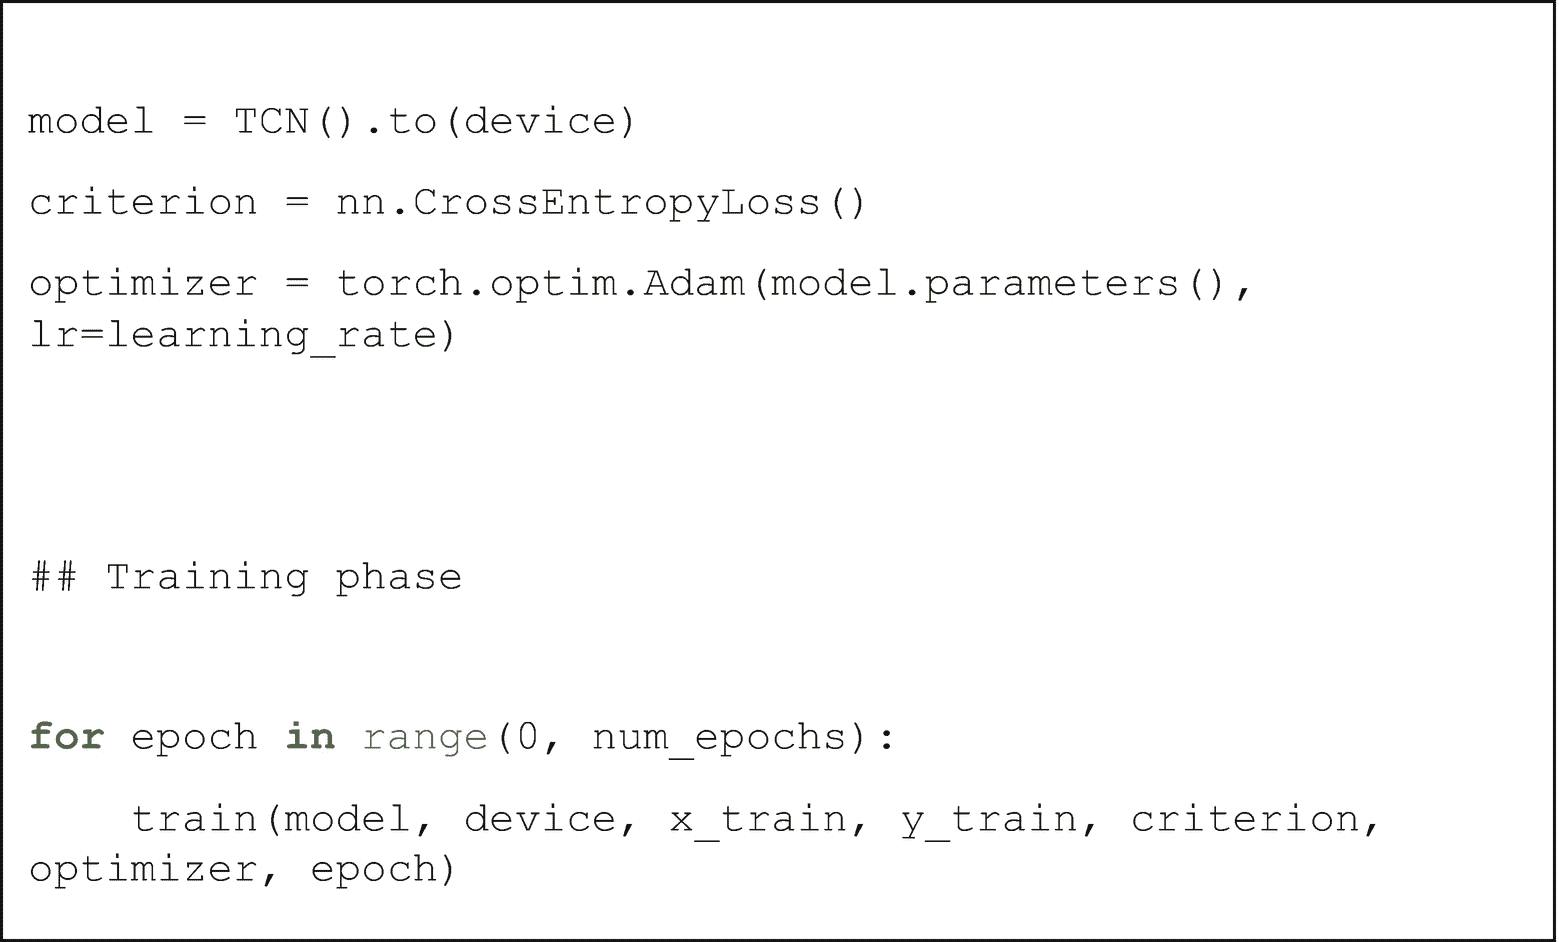 model = TCN().to(device)
criterion = nn.CrossEntropyLoss()
optimizer = torch.optim.Adam(model.parameters(),
lr=learning_rate)
## Training phase
for epoch in range(0, num_epochs):
    train(model, device, x_train, y_train, criterion,
optimizer, epoch)